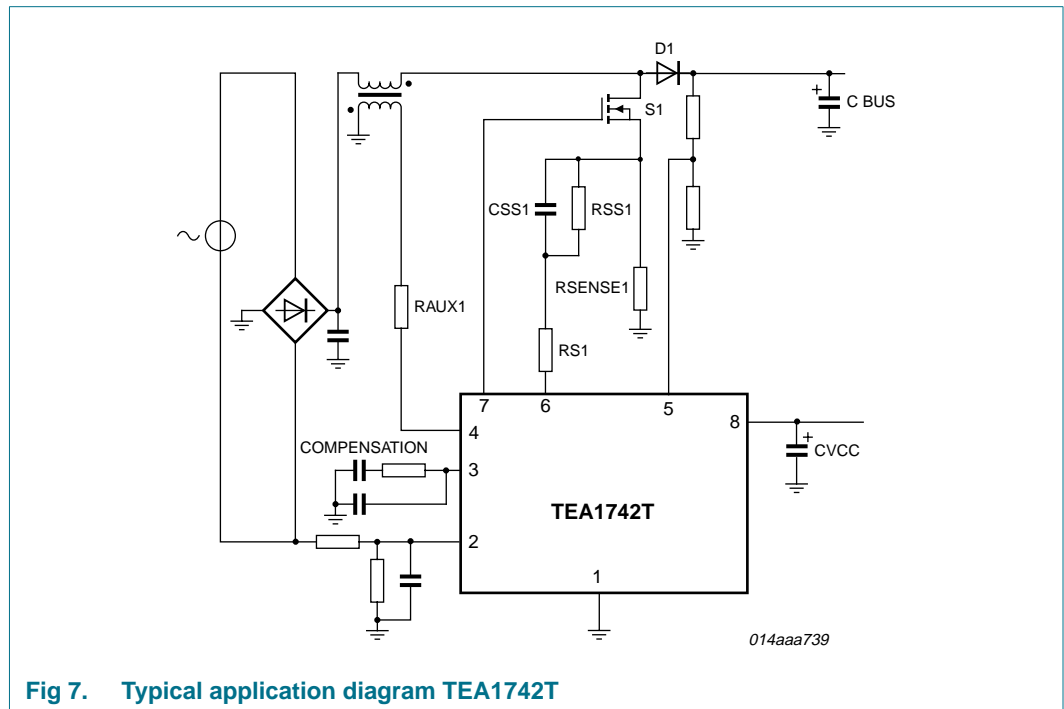 D1
+
C BUS
S1
CSS1
RSS1
RSENSE1
RAUX1
RS1
7
6
5
8
4
+
CVCC
COMPENSATION
3
TEA1742T
2
1
014aaa739
Fig 7. Typical application diagram TEA1742T